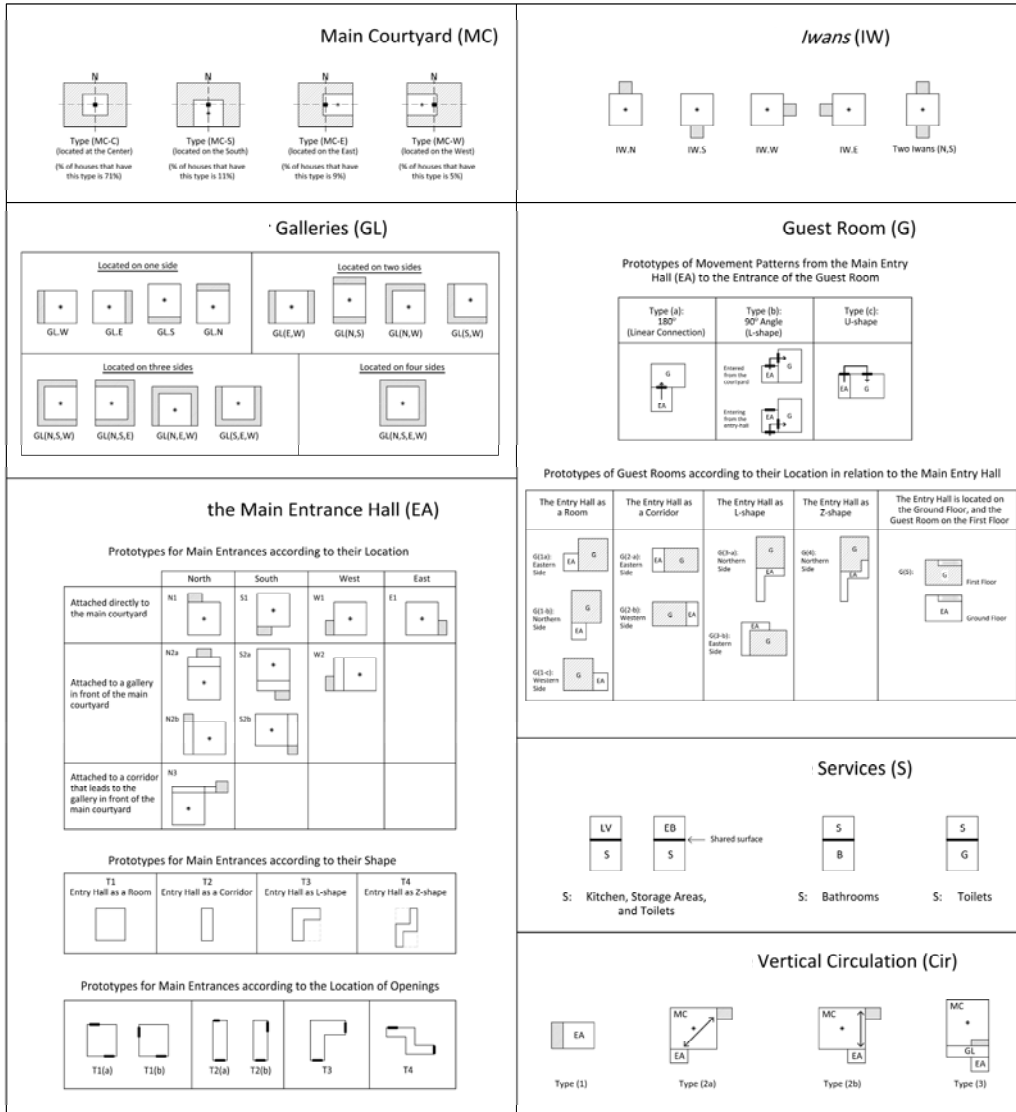 Main Courtyard (MC)
N N N N
Type (MC-C) Type (MC-S) Type (MC-E) Type (MC-W)
(located at the Center) (located on the South) (located on the East) (located on the West)
(% of houses that have (% of houses that have (% of houses that have (% of houses that have
this type is 71%) this type is 11%) this type is 9%) this type is 5%)
Iwans (IW)
IW.N IW.S IW.W IW.E Two Iwans (N,S)
Galleries (GL)
Located on one side
GL.W GL.E GL.S GL.N
Located on two sides
GL(E,W) GL(N,S) GL(N,W) GL(S,W)
Located on three sides
GL(N,S,W) GL(N,S,E) GL(N,E,W) GL(S,E,W)
Located on four sides
GL(N,S,E,W)
Guest Room (G)
Prototypes of Movement Patterns from the Main Entry
Hall (EA) to the Entrance of the Guest Room
Type (a):
180°
(Linear Connection)
Type (b):
90° Angle
(L-shape)
Type (c):
U-shape
G
EA
Entered
from the
courtyard
EA G
Entering
from the
entry-hall
EA G
EA G
Prototypes of Guest Rooms according to their Location in relation to the Main Entry Hall
The Entry Hall as
a Room
The Entry Hall as
a Corridor
The Entry Hall as
L-shape
The Entry Hall as
Z-shape
The Entry Hall is located on
the Ground Floor, and the
Guest Room on the First Floor
G(1a):
Eastern
Side
EA G
G(1-b):
Northern
Side
G
EA
G(1-c):
Western
Side
G EA
G(2-a):
Eastern
Side
EA G
G(2-b):
Western
Side
G EA
G(3-a):
Northern
Side
G
EA
G(3-b):
Eastern
Side
EA
G
G(4):
Northern
Side
G
EA
G(5):
G
First Floor
EA
Ground Floor
the Main Entrance Hall (EA)
Prototypes for Main Entrances according to their Location
North South West East
Attached directly to
the main courtyard
N1 S1 W1 E1
Attached to a gallery
in front of the main
courtyard
N2a S2a W2
N2b S2b
Attached to a corridor
that leads to the
gallery in front of the
main courtyard
N3
Prototypes for Main Entrances according to their Shape
T1 T2 T3 T4
Entry Hall as a Room Entry Hall as a Corridor Entry Hall as L-shape Entry Hall as Z-shape
Prototypes for Main Entrances according to the Location of Openings
T1(a) T1(b) T2(a) T2(b) T3 T4
Services (S)
LV EB S S
Shared surface
S S B G
S: Kitchen, Storage Areas,
and Toilets
S: Bathrooms
S: Toilets
Vertical Circulation (Cir)
EA
Type (1)
MC
EA
Type (2a)
MC
EA
Type (2b)
MC
GL
EA
Type (3)